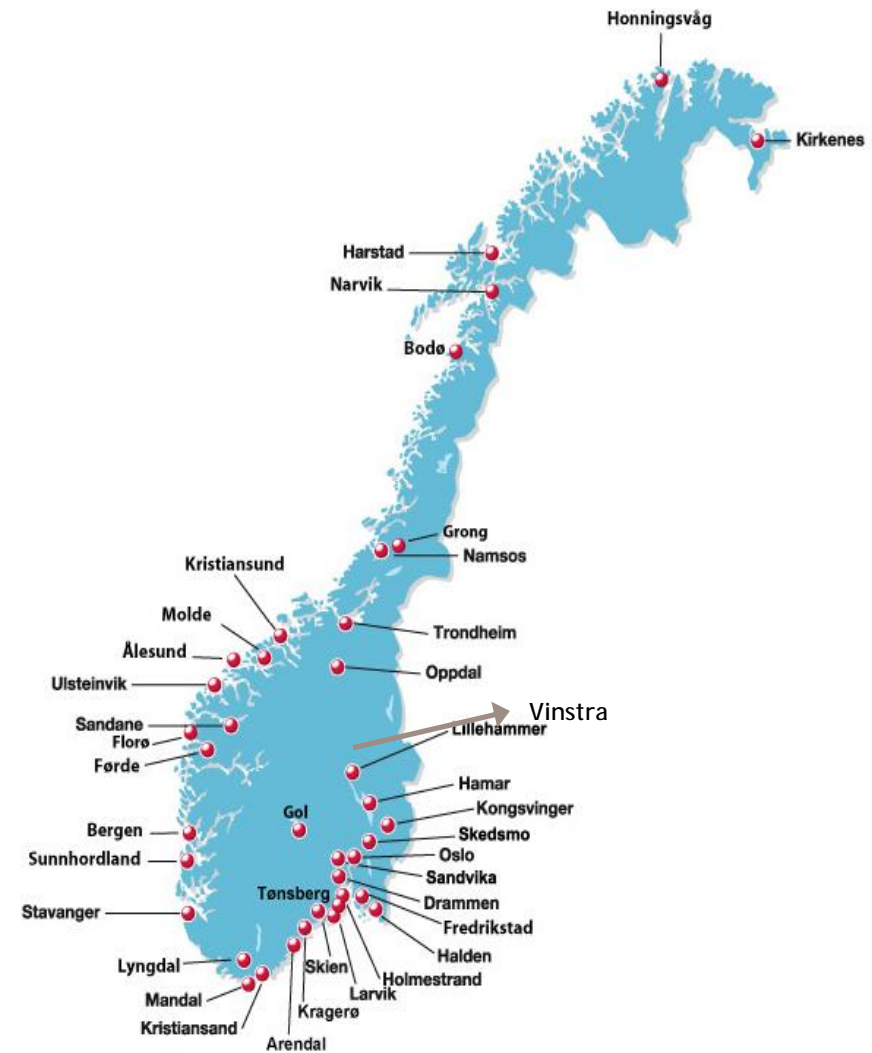 Honningsvåg
Kirkenes
Harstad
Narvik
Bodø
Grong
Namsos
Kristiansund
Molde
Trondheim
Ålesund
Oppdal
Ulsteinvik
Vinstra
Sandane
Lillehammer
Florø
Førde
Hamar
Gol
Kongsvinger
Bergen
Skedsmo
Sunnhordland
Oslo
Sandvika
Tønsberg
Drammen
Stavanger
Fredrikstad
Halden
Lyngdal
Skien
Holmestrand
Larvik
Mandal
Kragerø
Kristiansand
Arendal